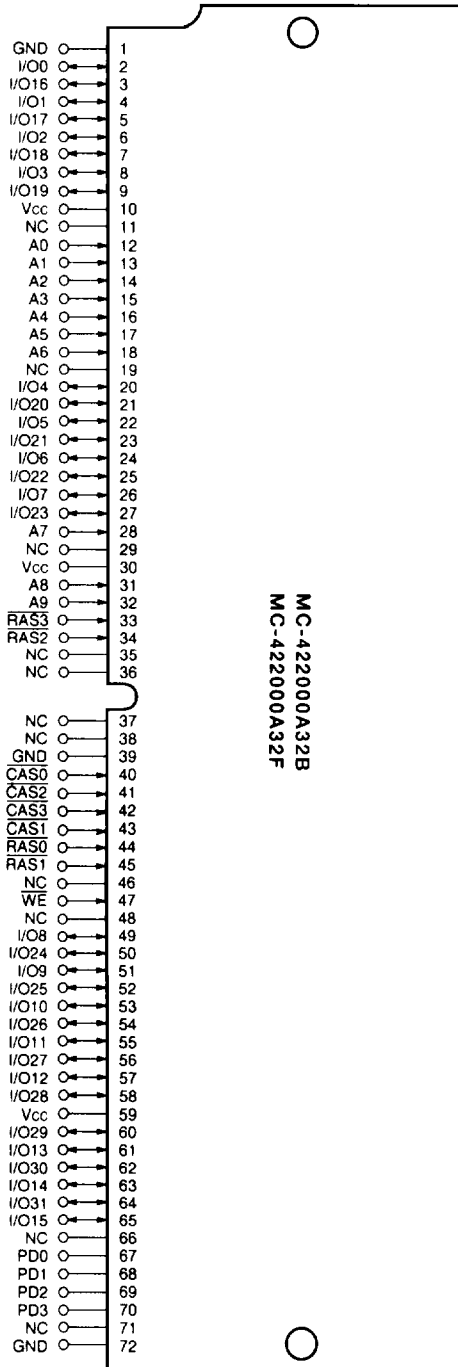 GND 1
I/O0 2
I/O16 3
I/O1 4
I/O17 5
I/O2 6
I/O18 7
I/O3 8
I/O19 9
Vcc 10
NC 11
A0 12
A1 13
A2 14
A3 15
A4 16
A5 17
A6 18
NC 19
I/O4 20
I/O20 21
I/O5 22
I/O21 23
I/O6 24
I/O22 25
I/O7 26
I/O23 27
A7 28
NC 29
Vcc 30
A8 31
A9 32
RAS3 33
RAS2 34
NC 35
NC 36
NC 37
NC 38
GND 39
CAS0 40
CAS2 41
CAS3 42
CAS1 43
RAS0 44
RAS1 45
NC 46
WE 47
NC 48
I/O8 49
I/O24 50
I/O9 51
I/O25 52
I/O10 53
I/O26 54
I/O11 55
I/O27 56
I/O12 57
I/O28 58
Vcc 59
I/O29 60
I/O13 61
I/O30 62
I/O14 63
I/O31 64
I/O15 65
NC 66
PD0 67
PD1 68
PD2 69
PD3 70
NC 71
GND 72
MC-422000A32B
MC-422000A32F